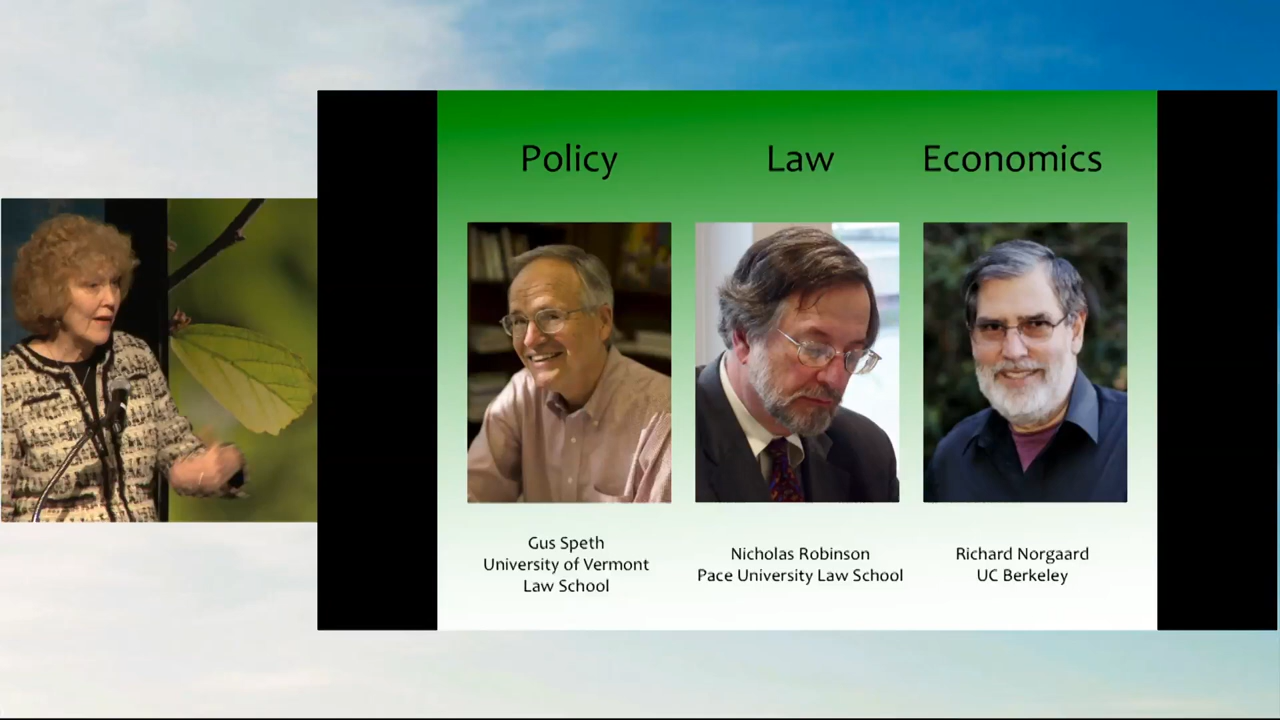 Policy
Law
Economics
Gus Speth
University of Vermont
Law School
Nicholas Robinson
Pace University Law School
Richard Norgaard
UC Berkeley